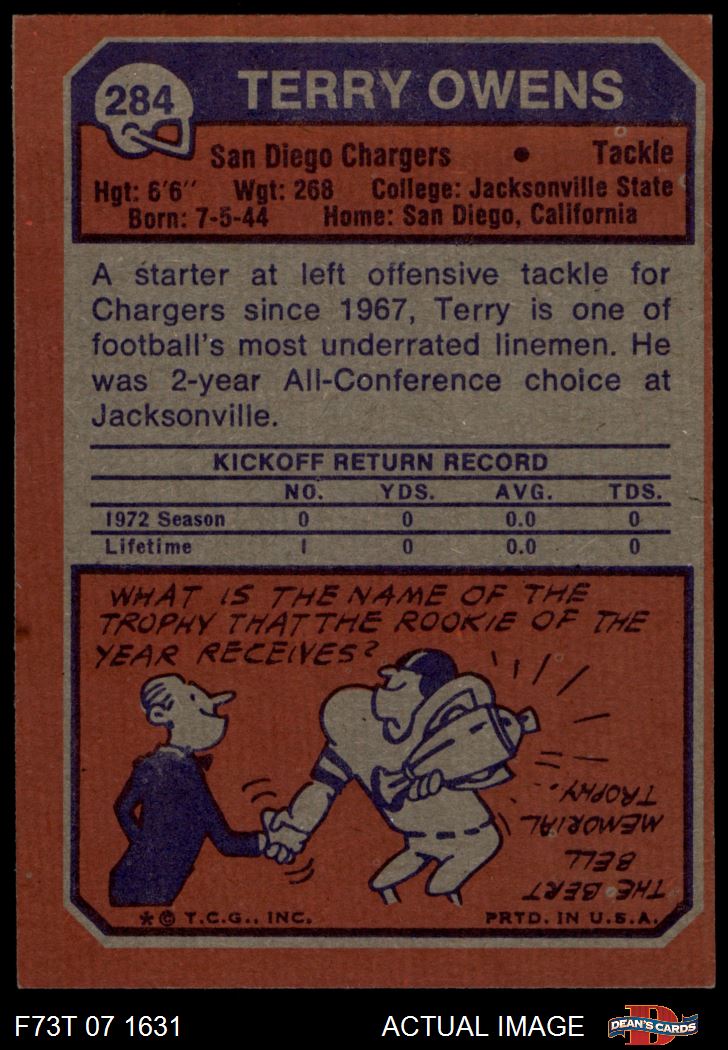 284
TERRY OWENS
San Diego Chargers • Tackle
Hgt: 6'6" Wgt: 268 College: Jacksonville State
Born: 7-5-44 Home: San Diego, California
A starter at left offensive tackle for
Chargers since 1967, Terry is one of
football's most underrated linemen. He
was 2-year All-Conference choice at
Jacksonville.
KICKOFF RETURN RECORD
NO. YDS. AVG. TDS.
1972 Season 0 0 0.0 0
Lifetime 1 0 0.0 0
WHAT IS THE NAME OF THE
TROPHY THAT THE ROOKIE OF THE
YEAR RECEIVES?
THE BERT
BELL
MEMORIAL
TROPHY.
* © T.C.G., INC. PRTD. IN U.S.A.
F73T 07 1631 ACTUAL IMAGE
D
DEAN'S CARDS